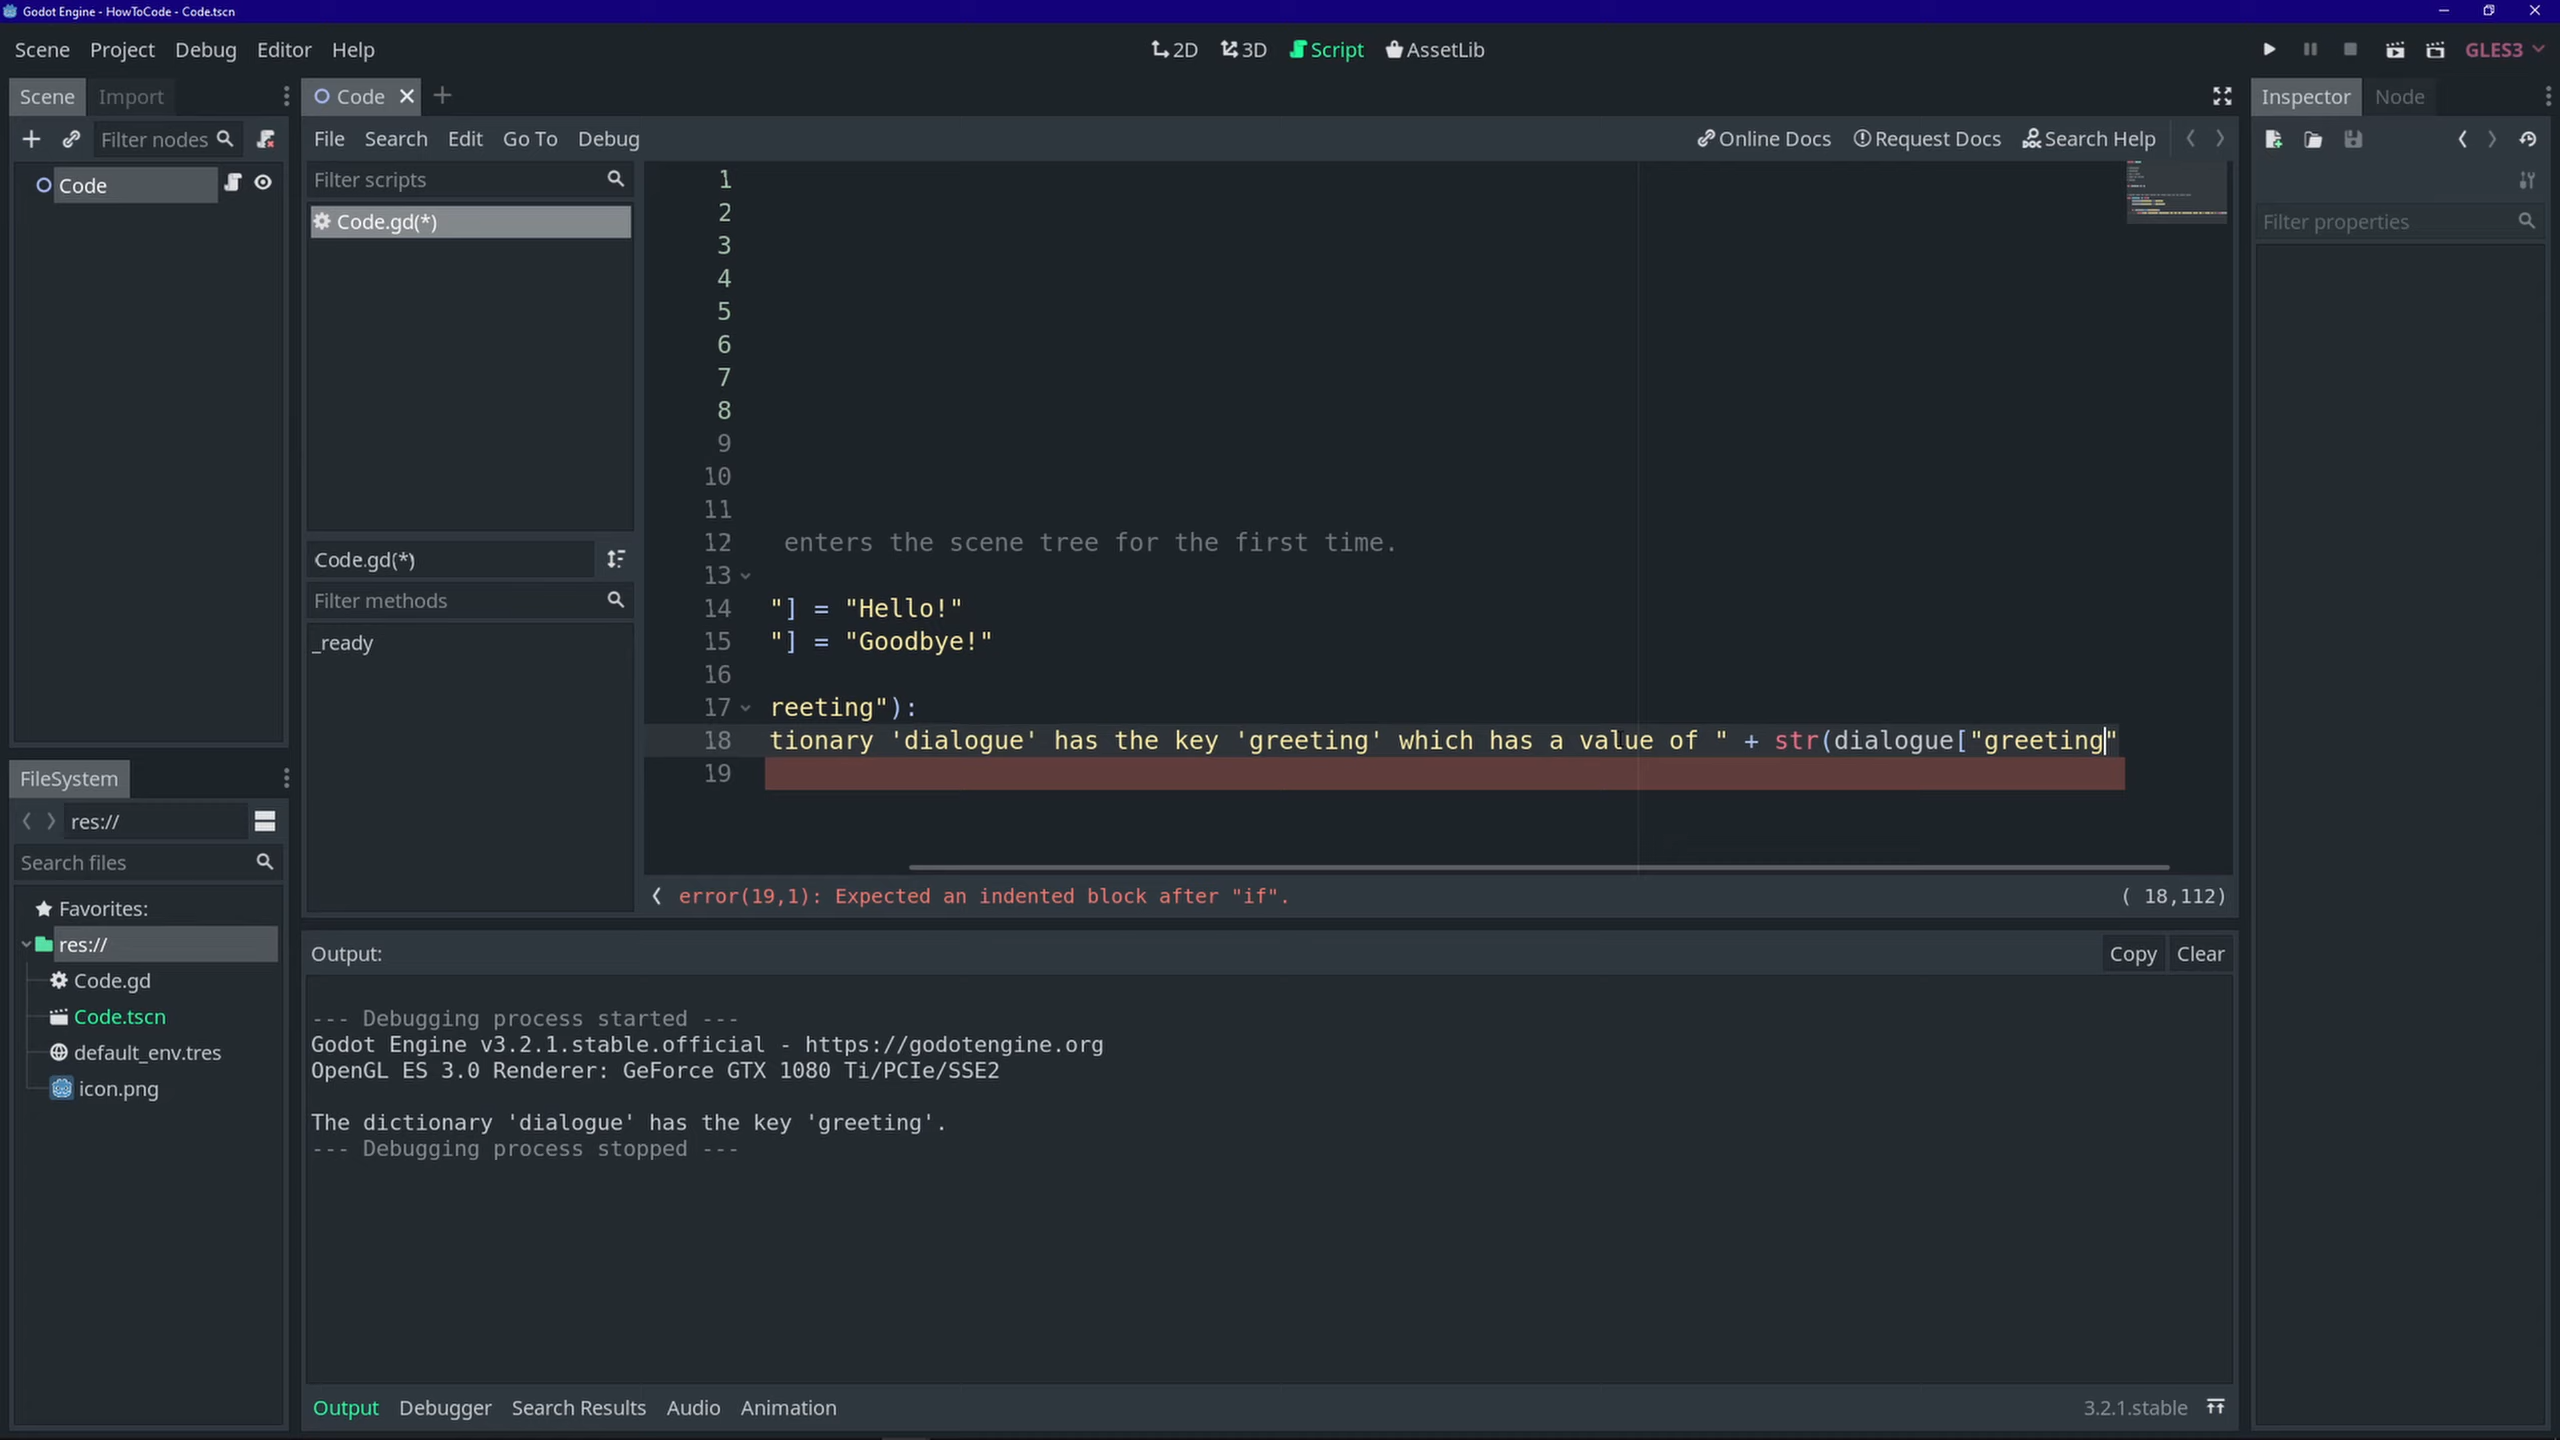 Godot Engine - HowToCode - Code.tscn
Scene Project Debug Editor Help
2D 3D Script AssetLib
GLES3
Scene Import
Filter nodes
Code
Code
File Search Edit Go To Debug
Online Docs Request Docs Search Help
Filter scripts
Code.gd(*)
Code.gd(*)
Filter methods
_ready
1
2
3
4
5
6
7
8
9
10
11
12 enters the scene tree for the first time.
13
14 "] = "Hello!"
15 "] = "Goodbye!"
16
17 reeting"):
18 tionary 'dialogue' has the key 'greeting' which has a value of " + str(dialogue["greeting"
19
error(19,1): Expected an indented block after "if".
( 18,112)
Inspector Node
Filter properties
FileSystem
res://
Search files
Favorites:
res://
Code.gd
Code.tscn
default_env.tres
icon.png
Output:
Copy Clear
--- Debugging process started ---
Godot Engine v3.2.1.stable.official - https://godotengine.org
OpenGL ES 3.0 Renderer: GeForce GTX 1080 Ti/PCIe/SSE2
The dictionary 'dialogue' has the key 'greeting'.
--- Debugging process stopped ---
Output Debugger Search Results Audio Animation
3.2.1.stable